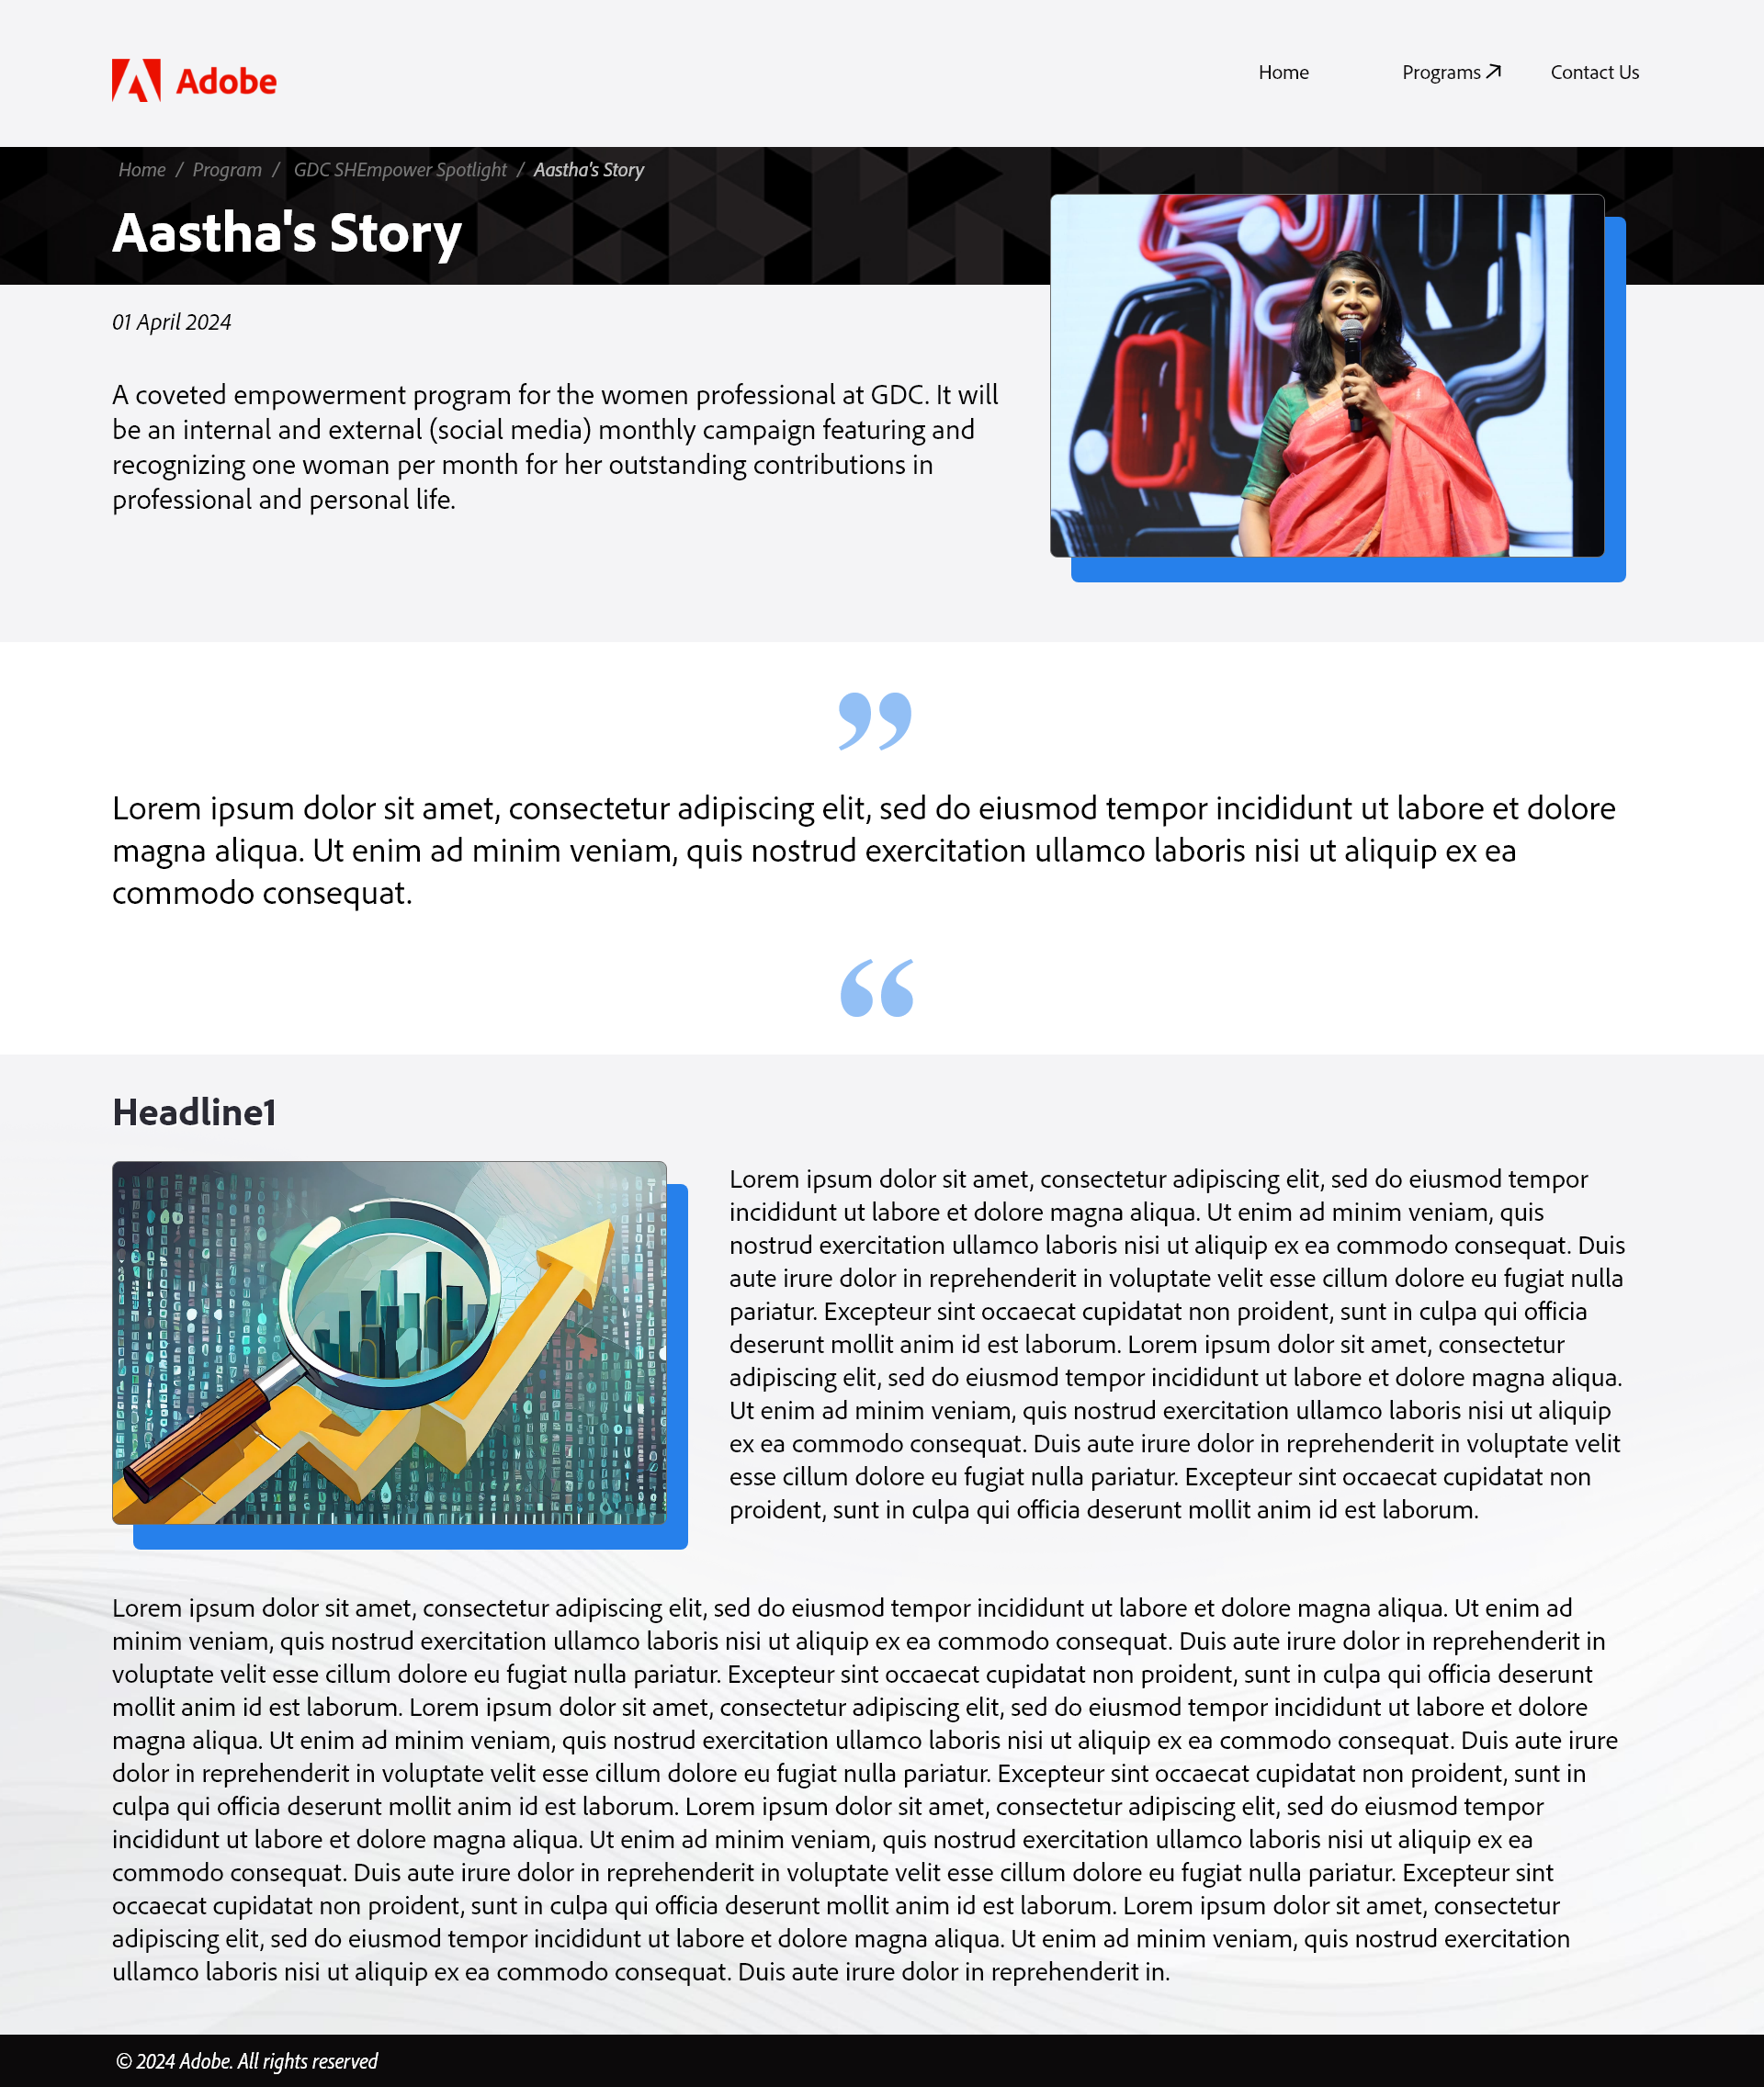 Adobe
Home Programs Contact Us
Home / Program / GDC SHEmpower Spotlight / Aastha's Story
Aastha's Story
01 April 2024
A coveted empowerment program for the women professional at GDC. It will
be an internal and external (social media) monthly campaign featuring and
recognizing one woman per month for her outstanding contributions in
professional and personal life.
”
Lorem ipsum dolor sit amet, consectetur adipiscing elit, sed do eiusmod tempor incididunt ut labore et dolore
magna aliqua. Ut enim ad minim veniam, quis nostrud exercitation ullamco laboris nisi ut aliquip ex ea
commodo consequat.
“
Headline1
Lorem ipsum dolor sit amet, consectetur adipiscing elit, sed do eiusmod tempor
incididunt ut labore et dolore magna aliqua. Ut enim ad minim veniam, quis
nostrud exercitation ullamco laboris nisi ut aliquip ex ea commodo consequat. Duis
aute irure dolor in reprehenderit in voluptate velit esse cillum dolore eu fugiat nulla
pariatur. Excepteur sint occaecat cupidatat non proident, sunt in culpa qui officia
deserunt mollit anim id est laborum. Lorem ipsum dolor sit amet, consectetur
adipiscing elit, sed do eiusmod tempor incididunt ut labore et dolore magna aliqua.
Ut enim ad minim veniam, quis nostrud exercitation ullamco laboris nisi ut aliquip
ex ea commodo consequat. Duis aute irure dolor in reprehenderit in voluptate velit
esse cillum dolore eu fugiat nulla pariatur. Excepteur sint occaecat cupidatat non
proident, sunt in culpa qui officia deserunt mollit anim id est laborum.
Lorem ipsum dolor sit amet, consectetur adipiscing elit, sed do eiusmod tempor incididunt ut labore et dolore magna aliqua. Ut enim ad
minim veniam, quis nostrud exercitation ullamco laboris nisi ut aliquip ex ea commodo consequat. Duis aute irure dolor in reprehenderit in
voluptate velit esse cillum dolore eu fugiat nulla pariatur. Excepteur sint occaecat cupidatat non proident, sunt in culpa qui officia deserunt
mollit anim id est laborum. Lorem ipsum dolor sit amet, consectetur adipiscing elit, sed do eiusmod tempor incididunt ut labore et dolore
magna aliqua. Ut enim ad minim veniam, quis nostrud exercitation ullamco laboris nisi ut aliquip ex ea commodo consequat. Duis aute irure
dolor in reprehenderit in voluptate velit esse cillum dolore eu fugiat nulla pariatur. Excepteur sint occaecat cupidatat non proident, sunt in
culpa qui officia deserunt mollit anim id est laborum. Lorem ipsum dolor sit amet, consectetur adipiscing elit, sed do eiusmod tempor
incididunt ut labore et dolore magna aliqua. Ut enim ad minim veniam, quis nostrud exercitation ullamco laboris nisi ut aliquip ex ea
commodo consequat. Duis aute irure dolor in reprehenderit in voluptate velit esse cillum dolore eu fugiat nulla pariatur. Excepteur sint
occaecat cupidatat non proident, sunt in culpa qui officia deserunt mollit anim id est laborum. Lorem ipsum dolor sit amet, consectetur
adipiscing elit, sed do eiusmod tempor incididunt ut labore et dolore magna aliqua. Ut enim ad minim veniam, quis nostrud exercitation
ullamco laboris nisi ut aliquip ex ea commodo consequat. Duis aute irure dolor in reprehenderit in.
© 2024 Adobe. All rights reserved